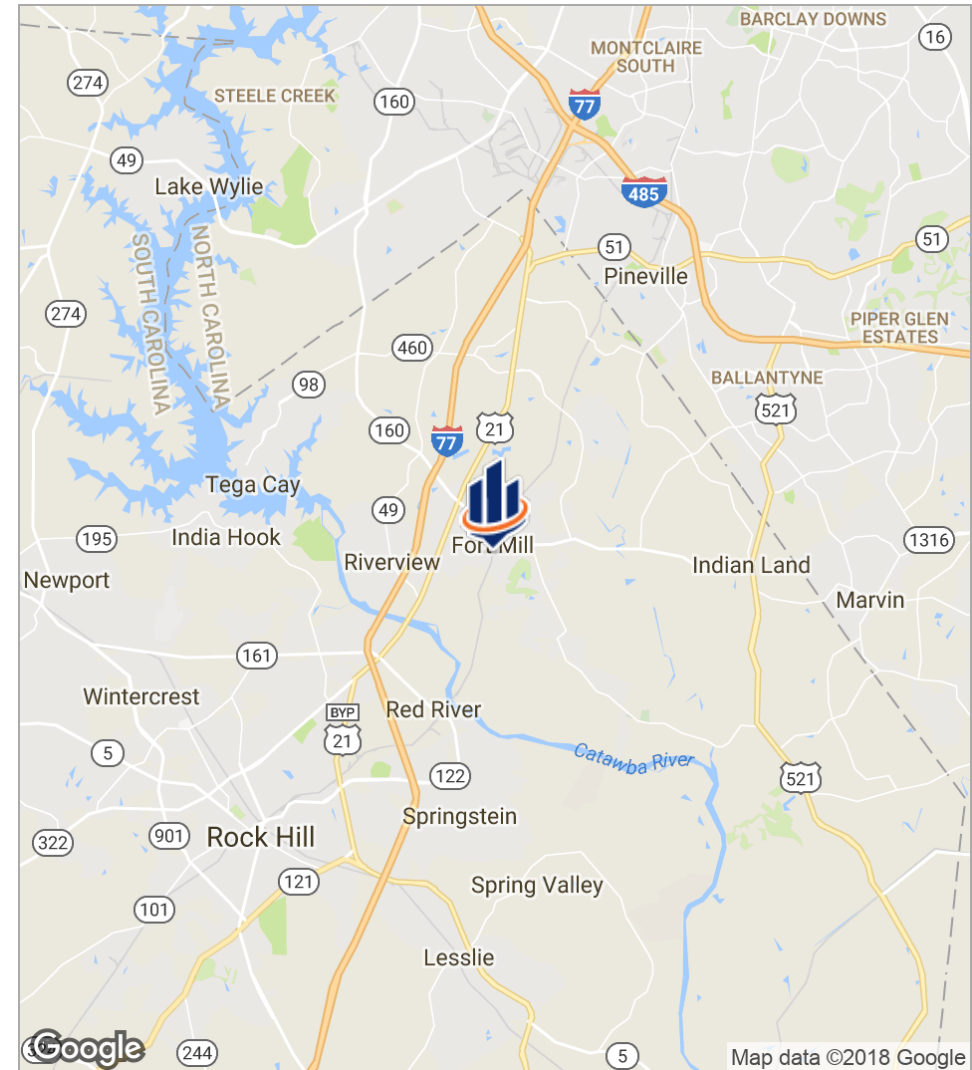 BARCLAY DOWNS
16
MONTCLAIRE
SOUTH
274
STEELE CREEK
160
77
49
Lake Wylie
485
51
51
Pineville
SOUTH CAROLINA
NORTH CAROLINA
274
PIPER GLEN
ESTATES
460
98
BALLANTYNE
521
160
21
77
Tega Cay
49
195
India Hook
Fort Mill
1316
Riverview
Indian Land
Newport
Marvin
161
Wintercrest
Red River
BYP
21
5
Catawba River
122
521
Springstein
322
901
Rock Hill
121
Spring Valley
101
Lesslie
Google
244
5
Map data ©2018 Google